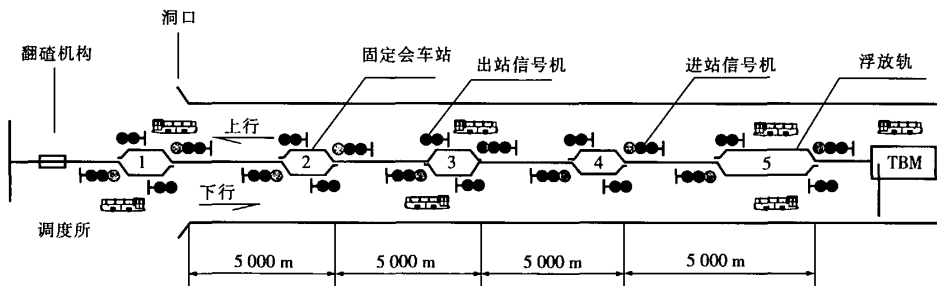 洞口
翻碴机构
固定会车站
出站信号机
进站信号机
浮放轨
上行
1
2
3
4
5
TBM
下行
调度所
5 000 m
5 000 m
5 000 m
5 000 m